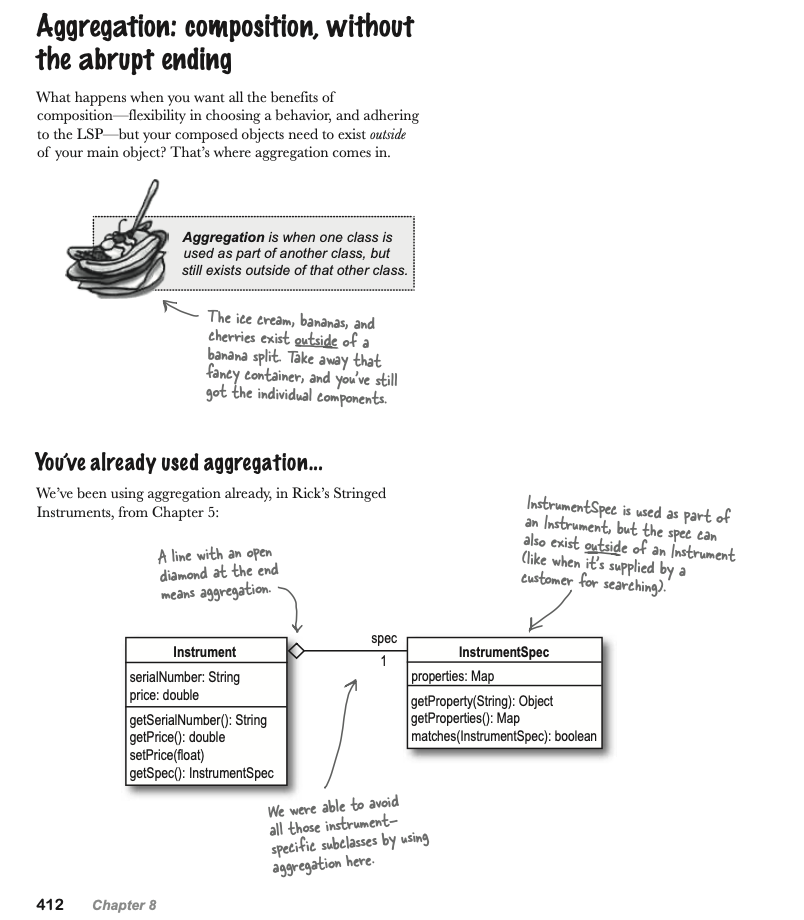 Aggregation: composition, without
the abrupt ending
What happens when you want all the benefits of
composition—flexibility in choosing a behavior, and adhering
to the LSP—but your composed objects need to exist outside
of your main object? That's where aggregation comes in.
Aggregation is when one class is
used as part of another class, but
still exists outside of that other class.
The ice cream, bananas, and
cherries exist outside of a
banana split. Take away that
fancy container, and you've still
got the individual components.
You've already used aggregation...
We've been using aggregation already, in Rick's Stringed
Instruments, from Chapter 5:
InstrumentSpec is used as part of
an Instrument, but the spec can
also exist outside of an Instrument
(like when it's supplied by a
customer for searching).
A line with an open
diamond at the end
means aggregation.
Instrument
serialNumber: String
price: double
getSerialNumber(): String
getPrice(): double
setPrice(float)
getSpec(): InstrumentSpec
spec
1
InstrumentSpec
properties: Map
getProperty(String): Object
getProperties(): Map
matches(InstrumentSpec): boolean
We were able to avoid
all those instrument-
specific subclasses by using
aggregation here.
412 Chapter 8